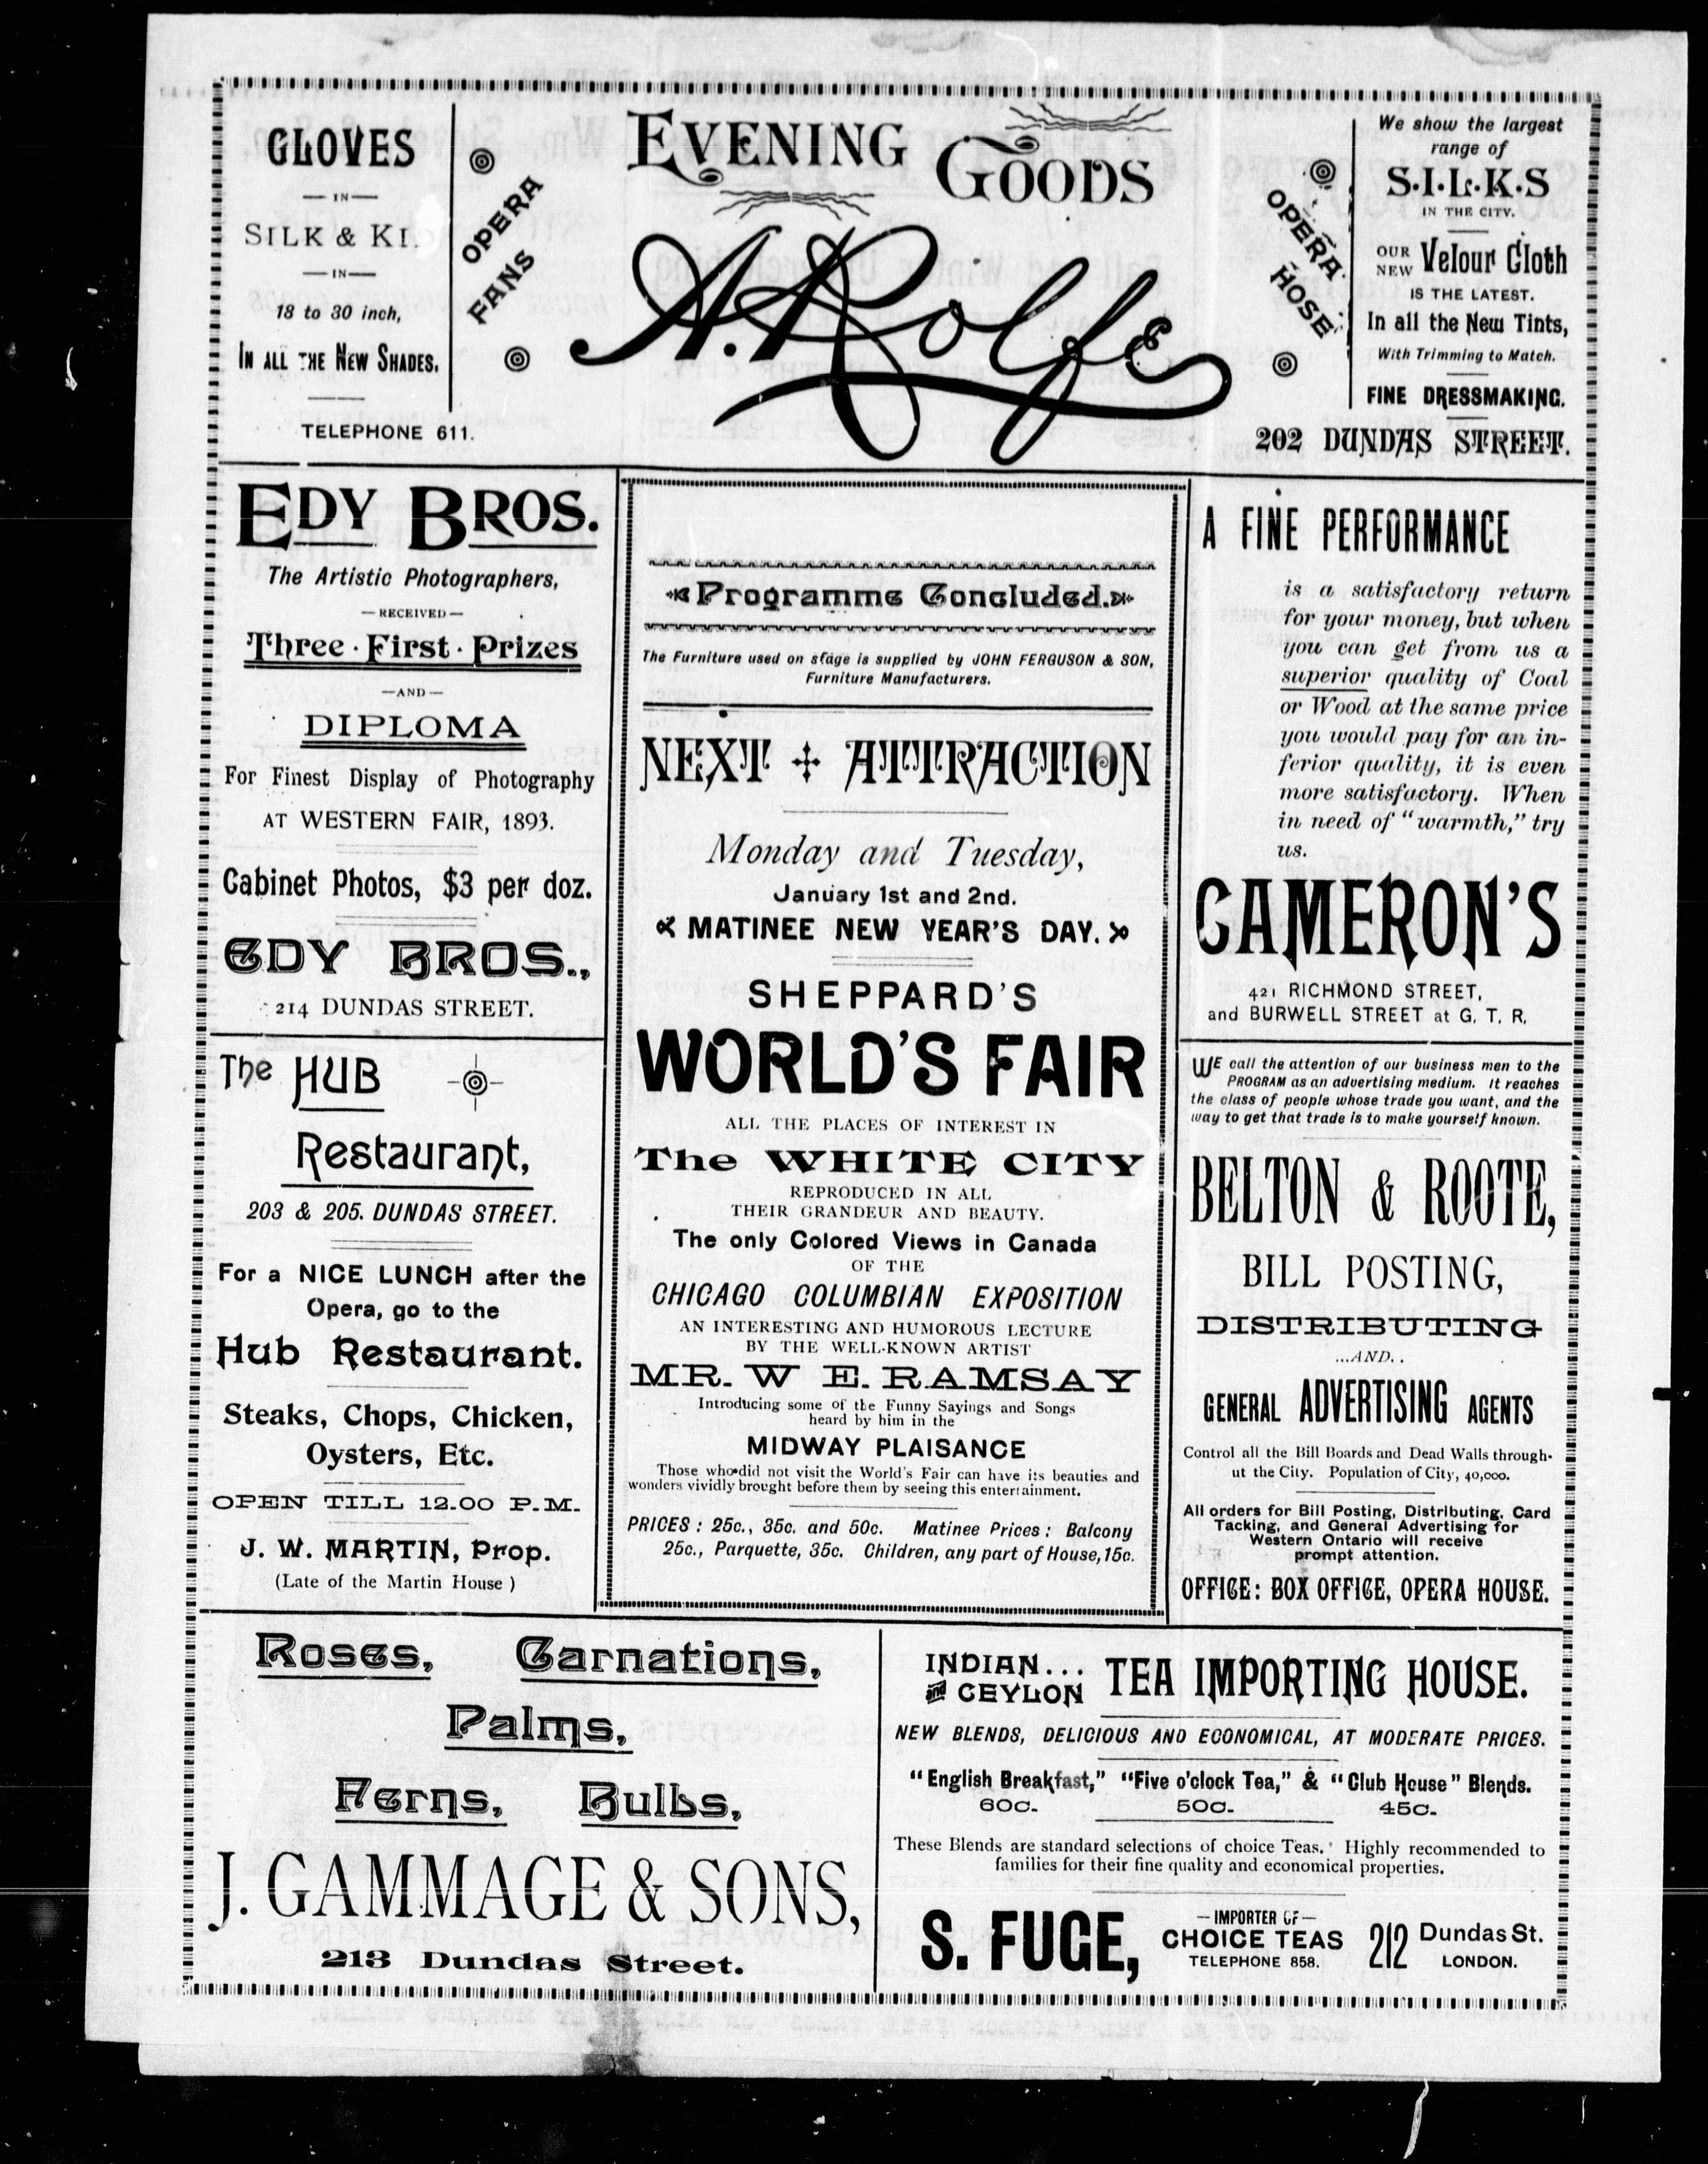 GLOVES
— IN —
SILK & KI
— IN —
18 to 30 inch,
IN ALL THE NEW SHADES.
TELEPHONE 611.
OPERA
FANS
EVENING GOODS
A. Rolfe
OPERA
HOSE
We show the largest
range of
S·I·L·K·S
IN THE CITY.
OUR NEW Velour Cloth
IS THE LATEST.
In all the New Tints,
With Trimming to Match.
FINE DRESSMAKING.
202 DUNDAS STREET.
EDY BROS.
The Artistic Photographers,
— RECEIVED —
Three · First · Prizes
— AND —
DIPLOMA
For Finest Display of Photography
AT WESTERN FAIR, 1893.
Cabinet Photos, $3 per doz.
EDY BROS.,
214 DUNDAS STREET.
The HUB
Restaurant,
203 & 205. DUNDAS STREET.
For a NICE LUNCH after the
Opera, go to the
Hub Restaurant.
Steaks, Chops, Chicken,
Oysters, Etc.
OPEN TILL 12.00 P.M.
J. W. MARTIN, Prop.
(Late of the Martin House )
Programme Concluded.
The Furniture used on stage is supplied by JOHN FERGUSON & SON,
Furniture Manufacturers.
NEXT ATTRACTION
Monday and Tuesday,
January 1st and 2nd.
MATINEE NEW YEAR'S DAY.
SHEPPARD'S
WORLD'S FAIR
ALL THE PLACES OF INTEREST IN
The WHITE CITY
REPRODUCED IN ALL
THEIR GRANDEUR AND BEAUTY.
The only Colored Views in Canada
OF THE
CHICAGO COLUMBIAN EXPOSITION
AN INTERESTING AND HUMOROUS LECTURE
BY THE WELL-KNOWN ARTIST
MR. W E. RAMSAY
Introducing some of the Funny Sayings and Songs
heard by him in the
MIDWAY PLAISANCE
Those who did not visit the World's Fair can have its beauties and
wonders vividly brought before them by seeing this entertainment.
PRICES : 25c., 35c. and 50c. Matinee Prices : Balcony
25c., Parquette, 35c. Children, any part of House, 15c.
A FINE PERFORMANCE
is a satisfactory return
for your money, but when
you can get from us a
superior quality of Coal
or Wood at the same price
you would pay for an in-
ferior quality, it is even
more satisfactory. When
in need of "warmth," try
us.
CAMERON'S
421 RICHMOND STREET,
and BURWELL STREET at G. T. R.
WE call the attention of our business men to the
PROGRAM as an advertising medium. It reaches
the class of people whose trade you want, and the
way to get that trade is to make yourself known.
BELTON & ROOTE,
BILL POSTING,
DISTRIBUTING
...AND..
GENERAL ADVERTISING AGENTS
Control all the Bill Boards and Dead Walls through-
ut the City. Population of City, 40,000.
All orders for Bill Posting, Distributing, Card
Tacking, and General Advertising for
Western Ontario will receive
prompt attention.
OFFICE: BOX OFFICE, OPERA HOUSE.
Roses, Carnations,
Palms,
Ferns, Bulbs,
J. GAMMAGE & SONS,
213 Dundas Street.
INDIAN... and CEYLON TEA IMPORTING HOUSE.
NEW BLENDS, DELICIOUS AND ECONOMICAL, AT MODERATE PRICES.
"English Breakfast," "Five o'clock Tea," & "Club House" Blends.
60c. 50c. 45c.
These Blends are standard selections of choice Teas. Highly recommended to
families for their fine quality and economical properties.
S. FUGE,
— IMPORTER OF —
CHOICE TEAS
TELEPHONE 858.
212 Dundas St.
LONDON.